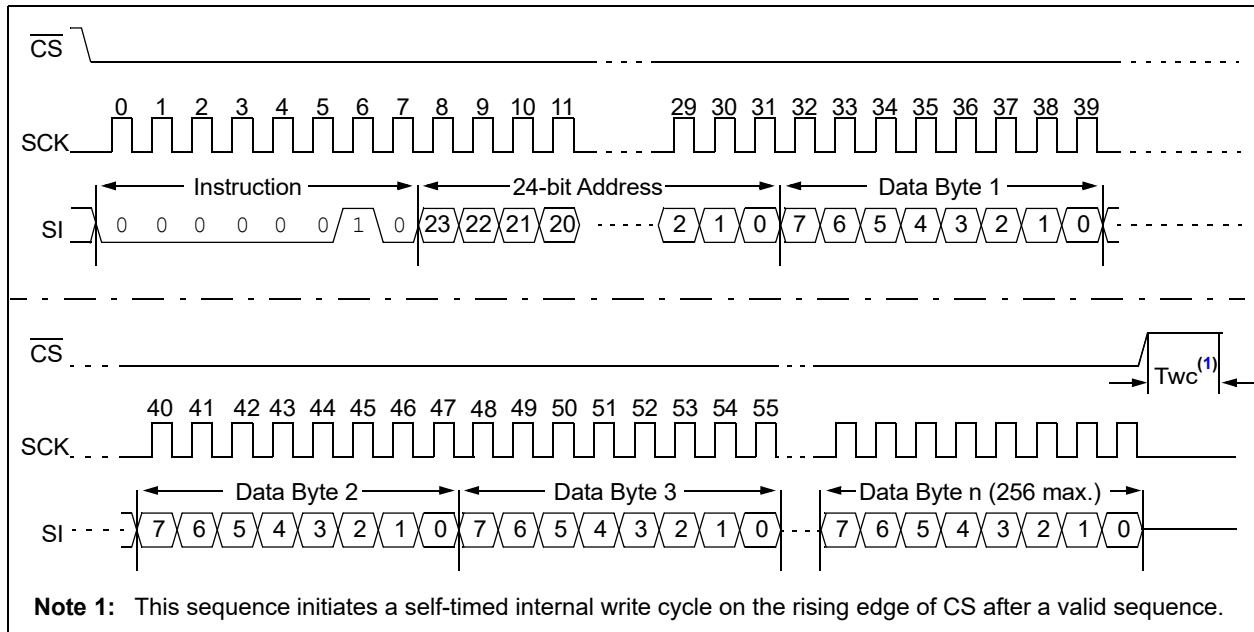 CS
0 1 2 3 4 5 6 7 8 9 10 11 29 30 31 32 33 34 35 36 37 38 39
SCK
Instruction 24-bit Address Data Byte 1
SI 0 0 0 0 0 0 1 0 23 22 21 20 2 1 0 7 6 5 4 3 2 1 0
CS
Twc(1)
40 41 42 43 44 45 46 47 48 49 50 51 52 53 54 55
SCK
Data Byte 2 Data Byte 3 Data Byte n (256 max.)
SI 7 6 5 4 3 2 1 0 7 6 5 4 3 2 1 0 7 6 5 4 3 2 1 0
Note 1: This sequence initiates a self-timed internal write cycle on the rising edge of CS after a valid sequence.